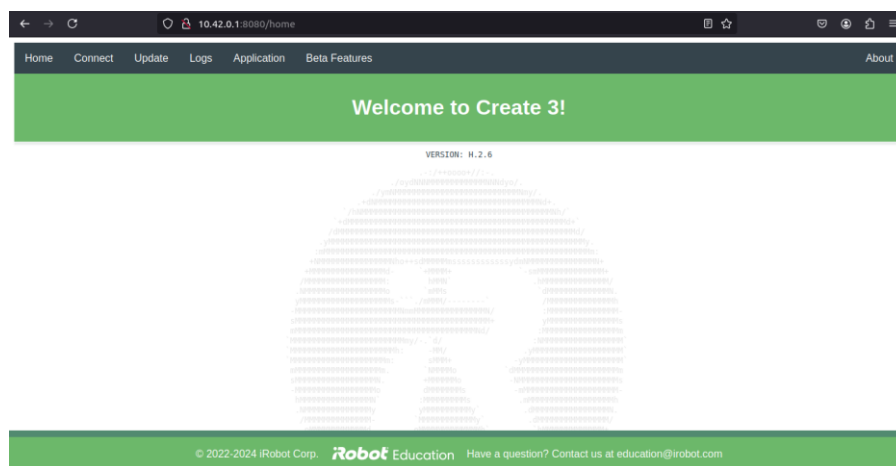 10.42.0.1:8080/home
Home Connect Update Logs Application Beta Features About
Welcome to Create 3!
VERSION: H.2.6
© 2022-2024 iRobot Corp. iRobot Education Have a question? Contact us at education@irobot.com